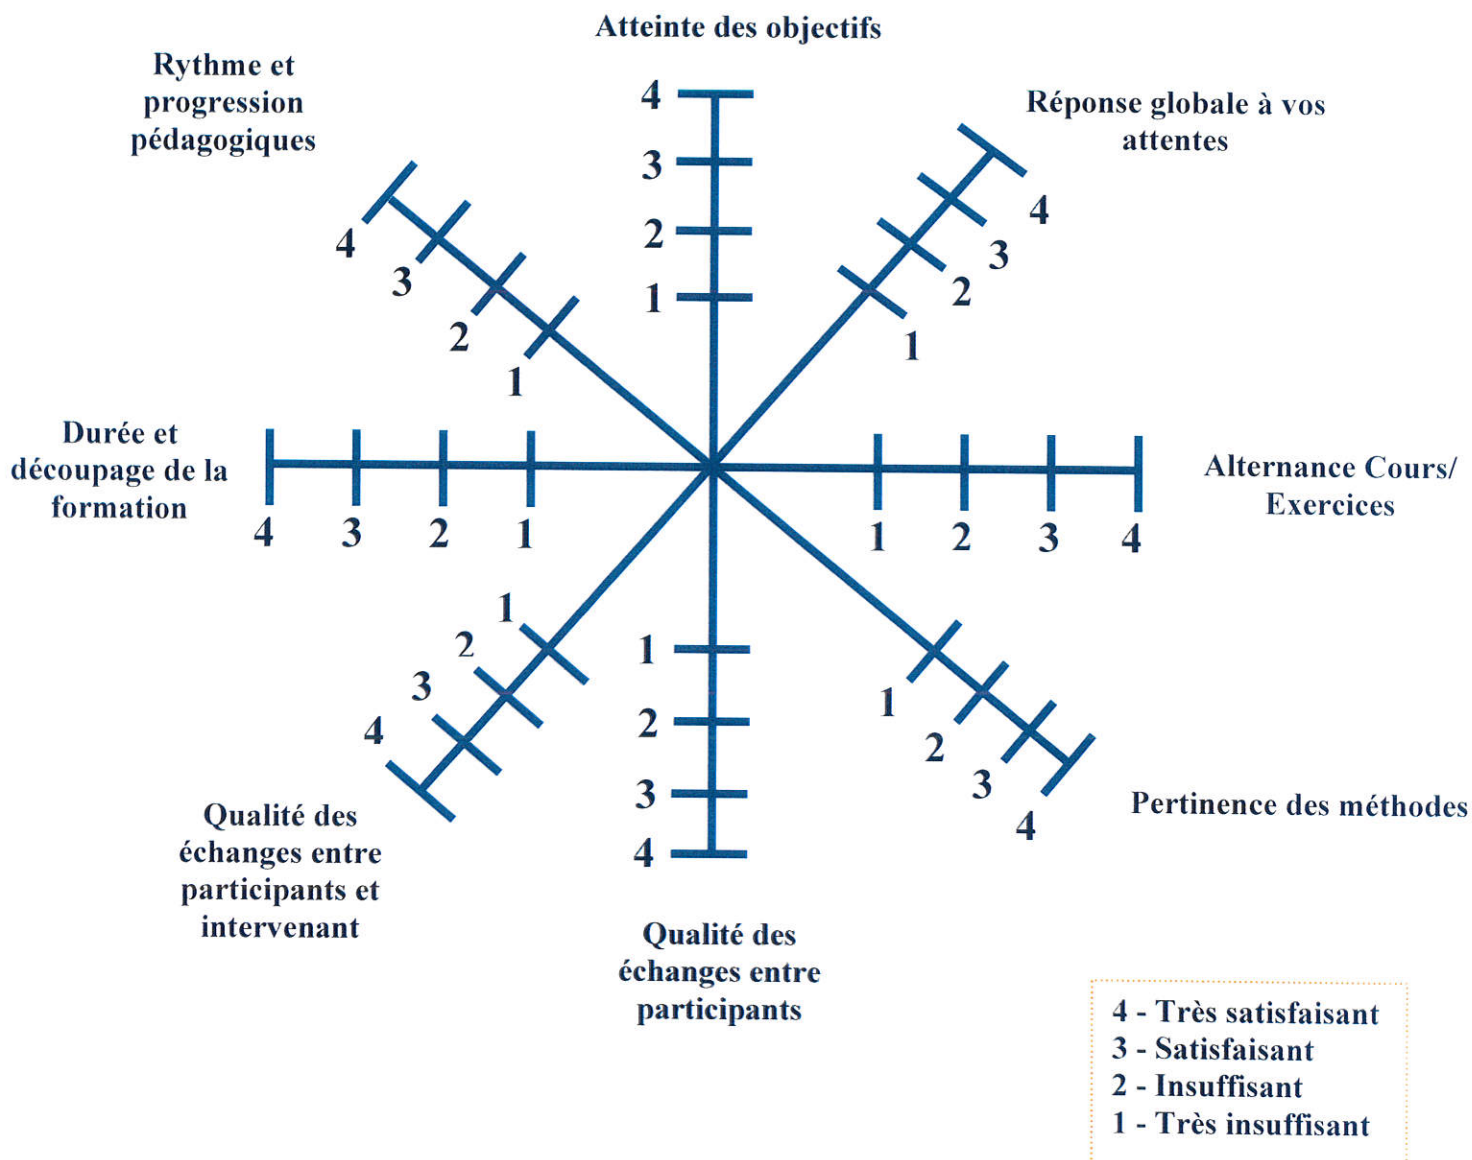 Atteinte des objectifs
Rythme et
progression
pédagogiques
Réponse globale à vos
attentes
4
3
2
1
4
3
2
1
4
3
2
1
Durée et
découpage de la
formation
4
3
2
1
1
2
3
4
Alternance Cours/
Exercices
1
2
3
4
1
2
3
4
1
2
3
4
Pertinence des méthodes
Qualité des
échanges entre
participants et
intervenant
Qualité des
échanges entre
participants
4 - Très satisfaisant
3 - Satisfaisant
2 - Insuffisant
1 - Très insuffisant